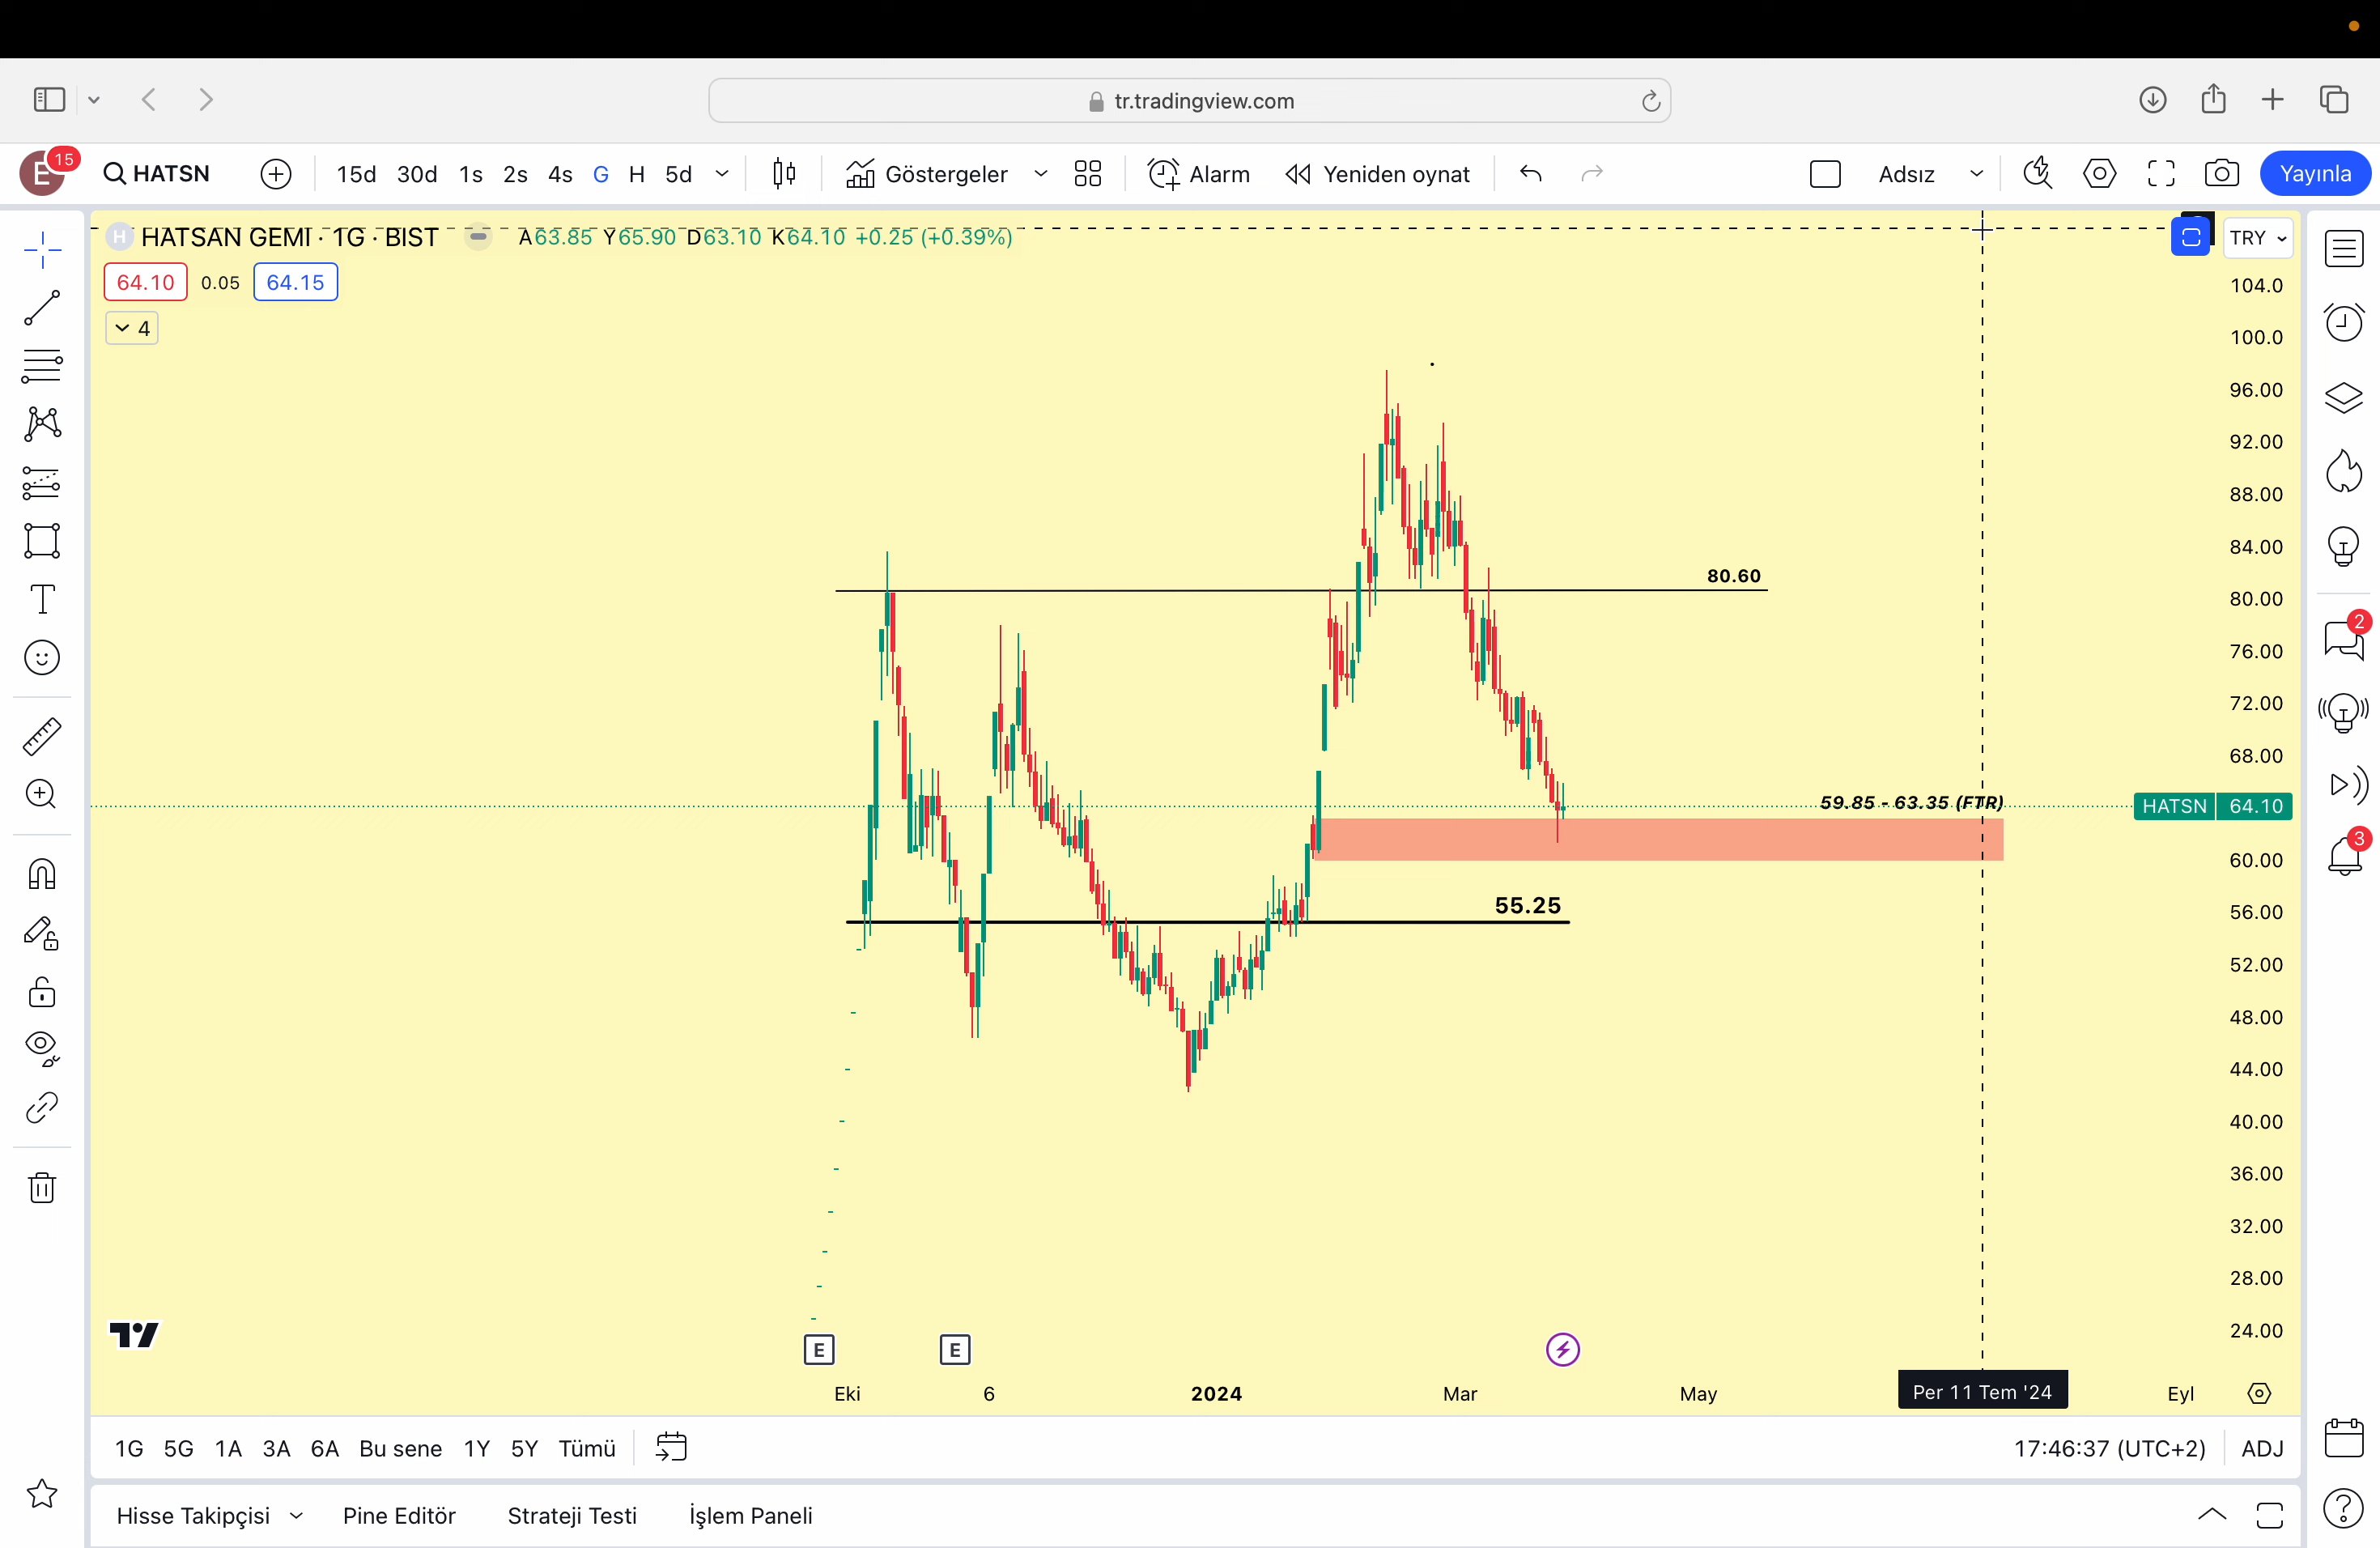 tr.tradingview.com
E 15 HATSN 15d 30d 1s 2s 4s G H 5d Göstergeler Alarm Yeniden oynat Adsız Yayınla
H HATSAN GEMI · 1G · BIST A63.85 Y65.90 D63.10 K64.10 +0.25 (+0.39%) TRY
64.10 0.05 64.15
4
104.0
100.0
96.00
92.00
88.00
84.00
80.60
80.00
76.00
72.00
68.00
59.85 - 63.35 (FTR)
HATSN 64.10
60.00
55.25
56.00
52.00
48.00
44.00
40.00
36.00
32.00
28.00
24.00
2
3
E E
Eki 6 2024 Mar May Per 11 Tem '24 Eyl
1G 5G 1A 3A 6A Bu sene 1Y 5Y Tümü 17:46:37 (UTC+2) ADJ
Hisse Takipçisi Pine Editör Strateji Testi İşlem Paneli